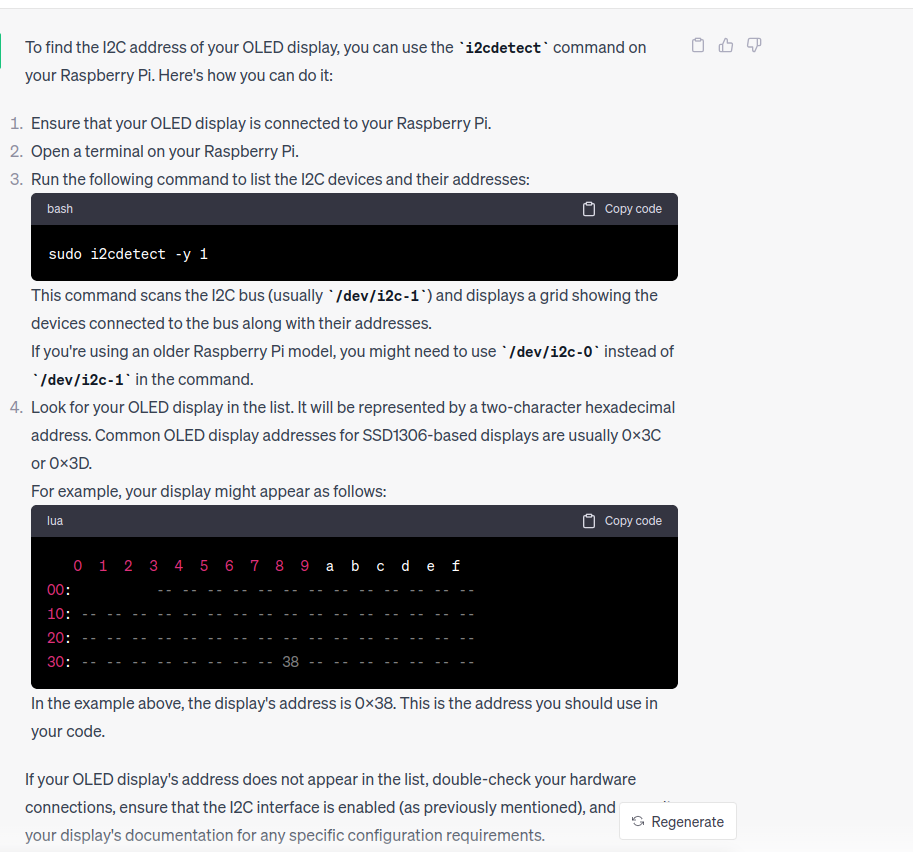 To find the I2C address of your OLED display, you can use the `i2cdetect` command on
your Raspberry Pi. Here's how you can do it:
1. Ensure that your OLED display is connected to your Raspberry Pi.
2. Open a terminal on your Raspberry Pi.
3. Run the following command to list the I2C devices and their addresses:
bash Copy code
sudo i2cdetect -y 1
This command scans the I2C bus (usually `/dev/i2c-1`) and displays a grid showing the
devices connected to the bus along with their addresses.
If you're using an older Raspberry Pi model, you might need to use `/dev/i2c-0` instead of
`/dev/i2c-1` in the command.
4. Look for your OLED display in the list. It will be represented by a two-character hexadecimal
address. Common OLED display addresses for SSD1306-based displays are usually 0×3C
or 0×3D.
For example, your display might appear as follows:
lua Copy code
0 1 2 3 4 5 6 7 8 9 a b c d e f
00: -- -- -- -- -- -- -- -- -- -- -- -- --
10: -- -- -- -- -- -- -- -- -- -- -- -- -- -- -- --
20: -- -- -- -- -- -- -- -- -- -- -- -- -- -- -- --
30: -- -- -- -- -- -- -- -- 38 -- -- -- -- -- -- --
In the example above, the display's address is 0×38. This is the address you should use in
your code.
If your OLED display's address does not appear in the list, double-check your hardware
connections, ensure that the I2C interface is enabled (as previously mentioned), and
your display's documentation for any specific configuration requirements.
Regenerate